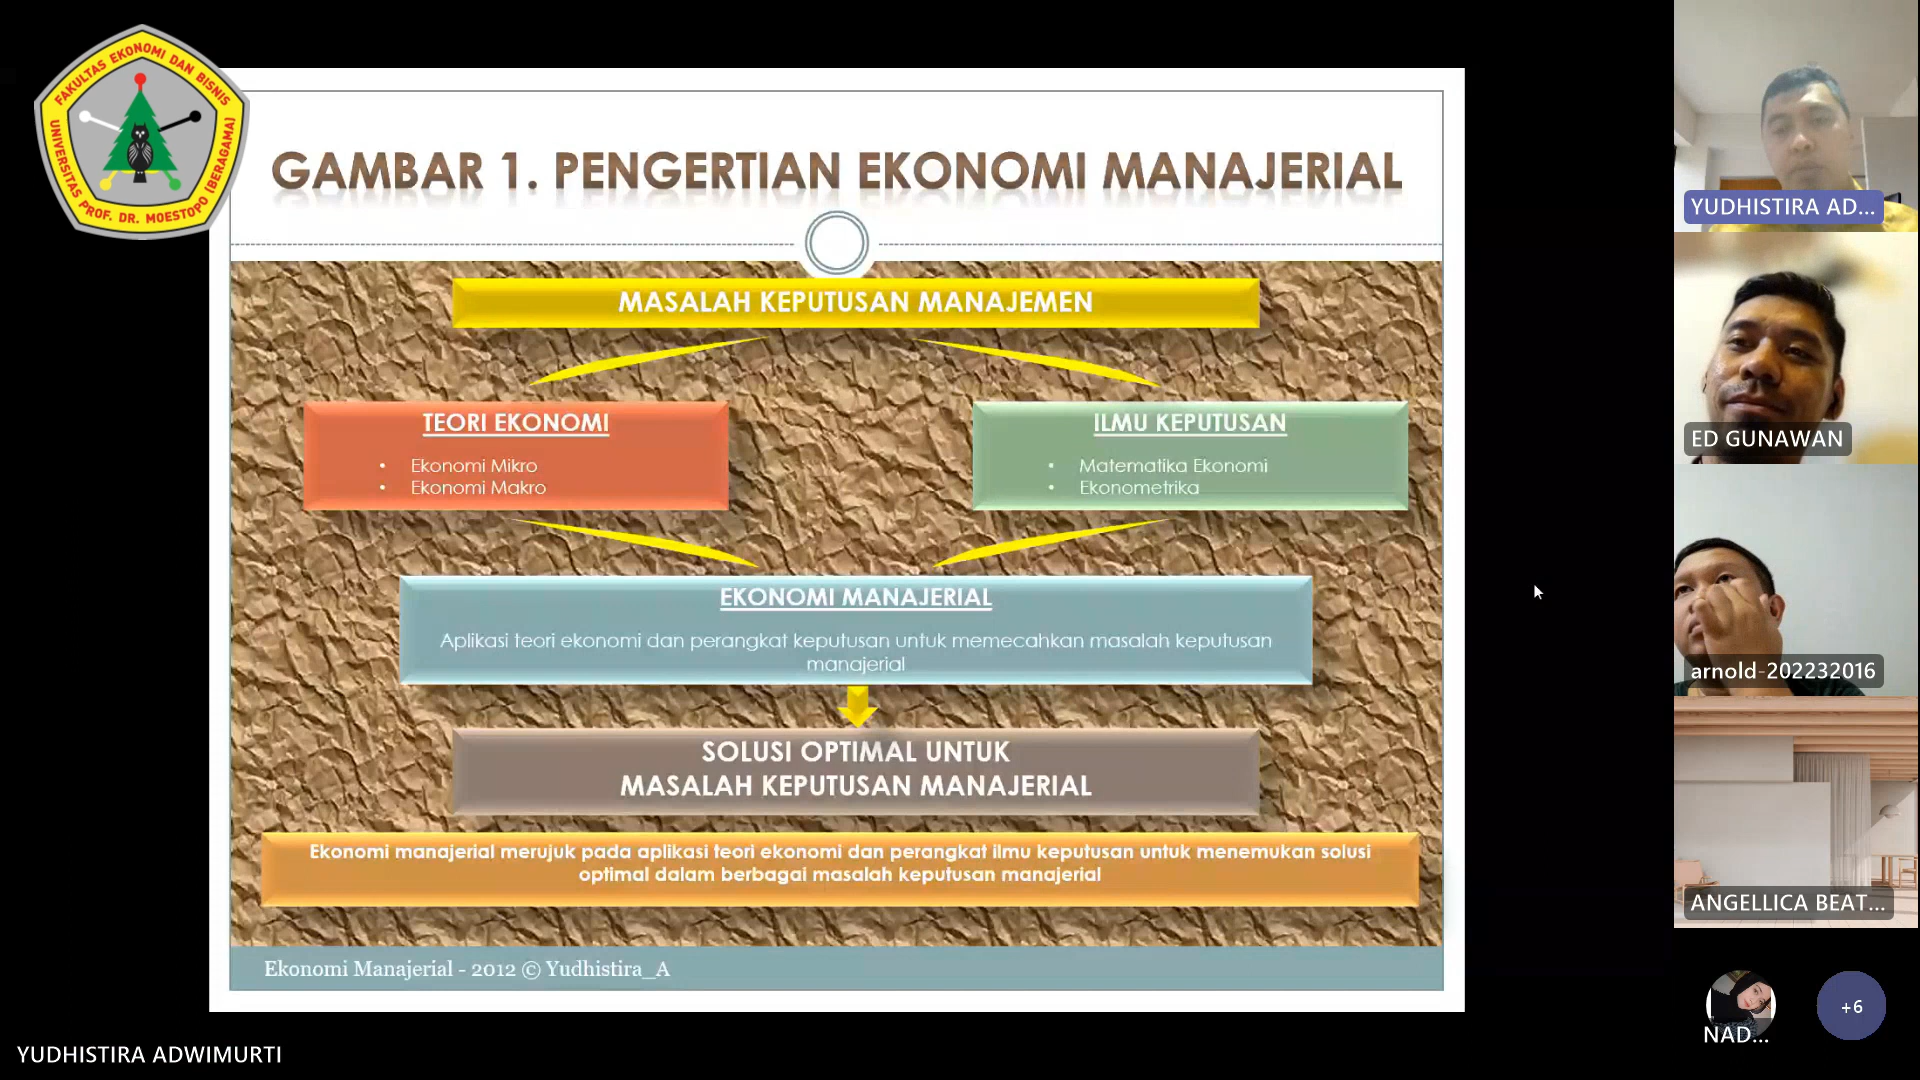 FAKULTAS EKONOMI DAN BISNIS
UNIVERSITAS PROF. DR. MOESTOPO (BERAGAMA)
GAMBAR 1. PENGERTIAN EKONOMI MANAJERIAL
MASALAH KEPUTUSAN MANAJEMEN
TEORI EKONOMI
• Ekonomi Mikro
• Ekonomi Makro
ILMU KEPUTUSAN
• Matematika Ekonomi
• Ekonometrika
EKONOMI MANAJERIAL
Aplikasi teori ekonomi dan perangkat keputusan untuk memecahkan masalah keputusan
manajerial
SOLUSI OPTIMAL UNTUK
MASALAH KEPUTUSAN MANAJERIAL
Ekonomi manajerial merujuk pada aplikasi teori ekonomi dan perangkat ilmu keputusan untuk menemukan solusi
optimal dalam berbagai masalah keputusan manajerial
Ekonomi Manajerial - 2012 © Yudhistira_A
YUDHISTIRA ADWIMURTI
YUDHISTIRA AD...
ED GUNAWAN
arnold-202232016
ANGELLICA BEAT...
NAD...
+6